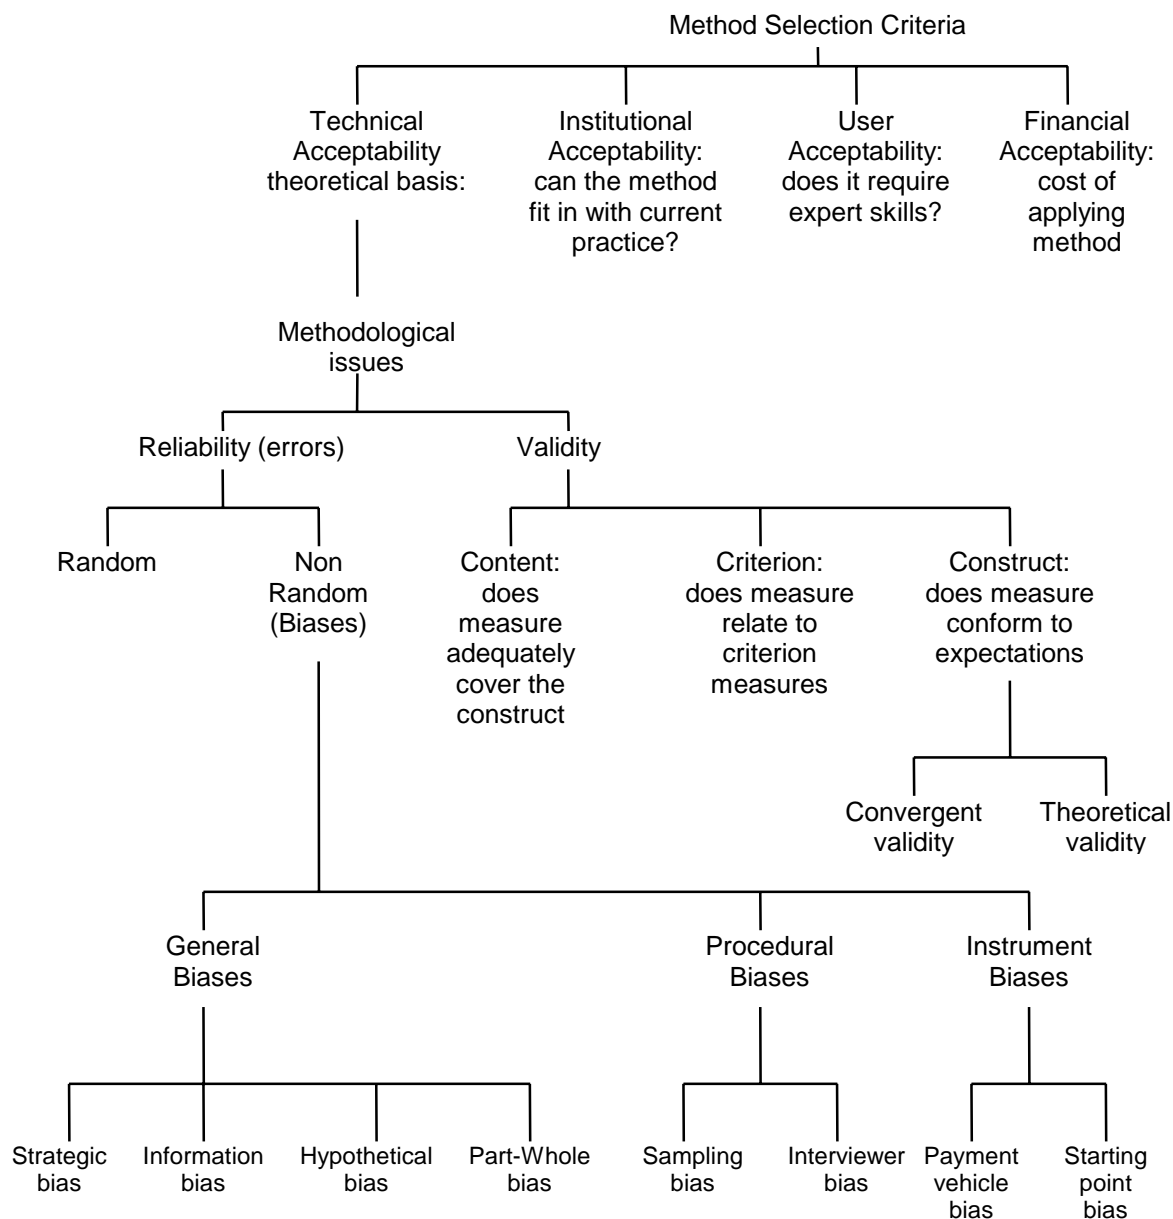 Method Selection Criteria
Technical
Acceptability
theoretical basis:
Institutional
Acceptability:
can the method
fit in with current
practice?
User
Acceptability:
does it require
expert skills?
Financial
Acceptability:
cost of
applying
method
Methodological
issues
Reliability (errors)
Validity
Random
Non
Random
(Biases)
Content:
does
measure
adequately
cover the
construct
Criterion:
does measure
relate to
criterion
measures
Construct:
does measure
conform to
expectations
Convergent
validity
Theoretical
validity
General
Biases
Procedural
Biases
Instrument
Biases
Strategic
bias
Information
bias
Hypothetical
bias
Part-Whole
bias
Sampling
bias
Interviewer
bias
Payment
vehicle
bias
Starting
point
bias